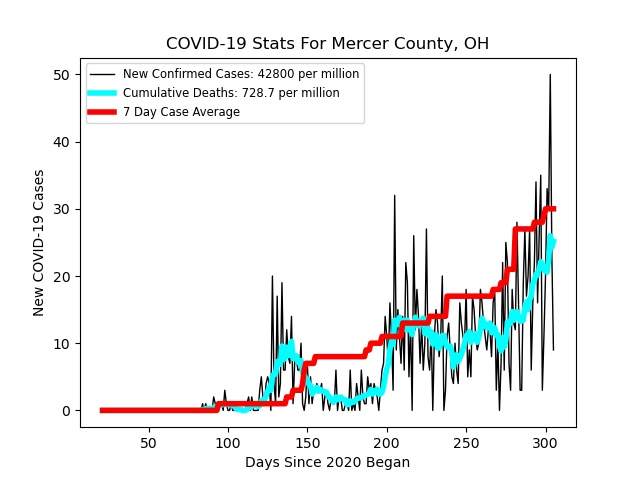 COVID-19 Stats For Mercer County, OH
New Confirmed Cases: 42800 per million
Cumulative Deaths: 728.7 per million
7 Day Case Average
New COVID-19 Cases
50
40
30
20
10
0
50 100 150 200 250 300
Days Since 2020 Began